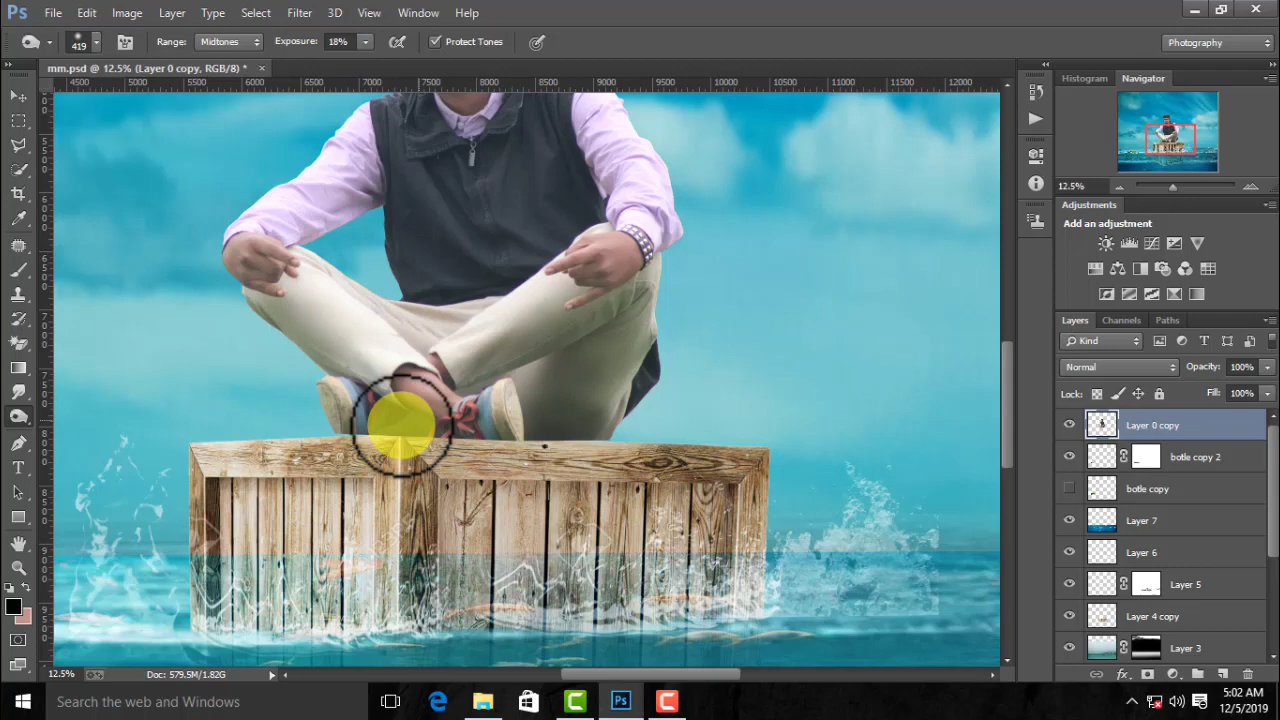 Ps File Edit Image Layer Type Select Filter 3D View Window Help
419 Range: Midtones Exposure: 18% Protect Tones Photography
mm.psd @ 12.5% (Layer 0 copy, RGB/8) *
4500 5000 5500 6000 6500 7000 7500 8000 8500 9000 9500 10000 10500 11000 11500 12000
Histogram Navigator
12.5%
Adjustments
Add an adjustment
Layers Channels Paths
Kind
Normal Opacity: 100%
Lock: Fill: 100%
Layer 0 copy
botle copy 2
botle copy
Layer 7
Layer 6
Layer 5
Layer 4 copy
Layer 3
12.5% Doc: 579.5M/1.82G
Search the web and Windows
Ps
5:02 AM
12/5/2019